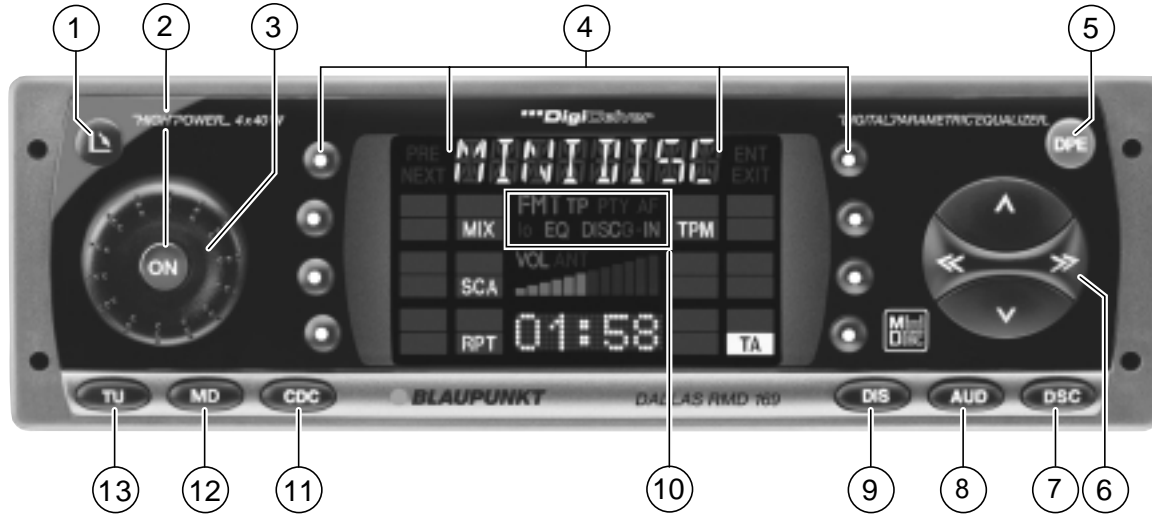 1 2 3 4 5
HIGH POWER 4x40 W
DigiCeiver
DIGITAL PARAMETRIC EQUALIZER
DPE
PRE MINIDISC ENT
NEXT EXIT
FMT TP PTY AF
MIX lo EQ DISC -IN TPM
ON
VOL ANT
SCA
MD
RPT 01:58 TA
TU MD CDC BLAUPUNKT DALLAS RMD 169 DIS AUD DSC
13 12 11 10 9 8 7 6